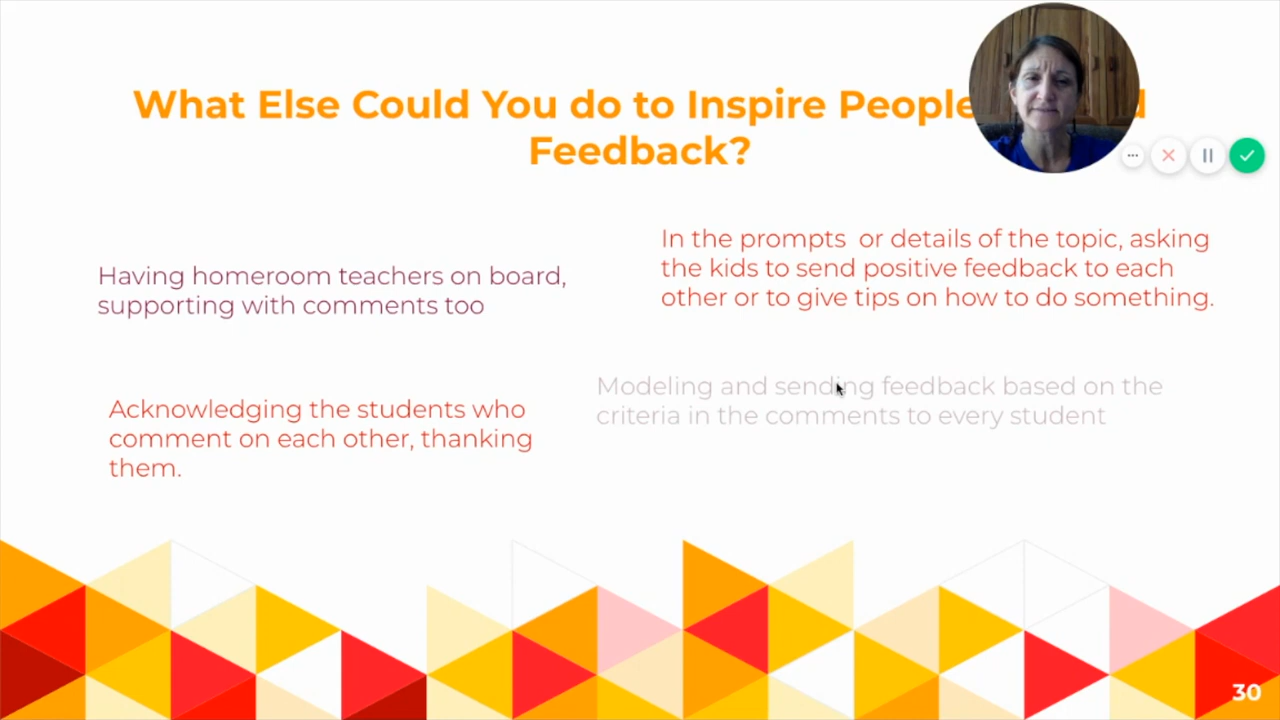 What Else Could You do to Inspire People
Feedback?
Having homeroom teachers on board,
supporting with comments too
In the prompts  or details of the topic, asking
the kids to send positive feedback to each
other or to give tips on how to do something.
Modeling and sending feedback based on the
criteria in the comments to every student
Acknowledging the students who
comment on each other, thanking
them.
30